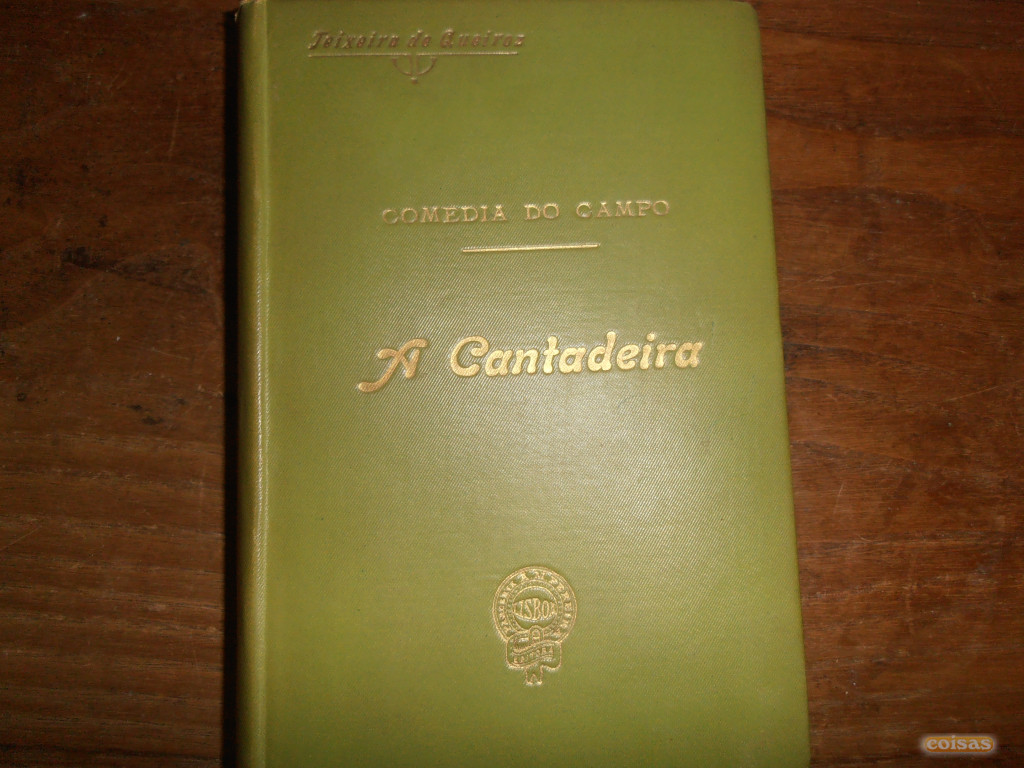 Teixeira de Queiroz
COMEDIA DO CAMPO
A Cantadeira
LISBOA
coisas